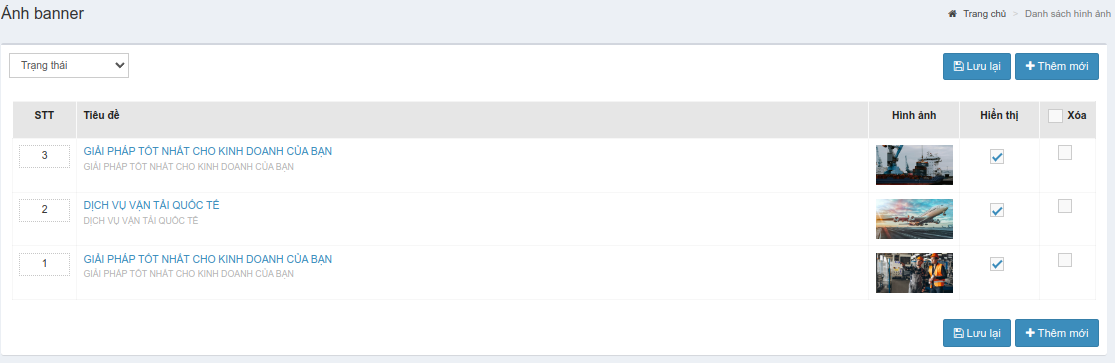 Ảnh banner
Trang chủ > Danh sách hình ảnh
Trạng thái
Lưu lại
Thêm mới
STT Tiêu đề Hình ảnh Hiển thị Xóa
3 GIẢI PHÁP TỐT NHẤT CHO KINH DOANH CỦA BẠN
GIẢI PHÁP TỐT NHẤT CHO KINH DOANH CỦA BẠN
2 DỊCH VỤ VẬN TẢI QUỐC TẾ
DỊCH VỤ VẬN TẢI QUỐC TẾ
1 GIẢI PHÁP TỐT NHẤT CHO KINH DOANH CỦA BẠN
GIẢI PHÁP TỐT NHẤT CHO KINH DOANH CỦA BẠN
Lưu lại
Thêm mới